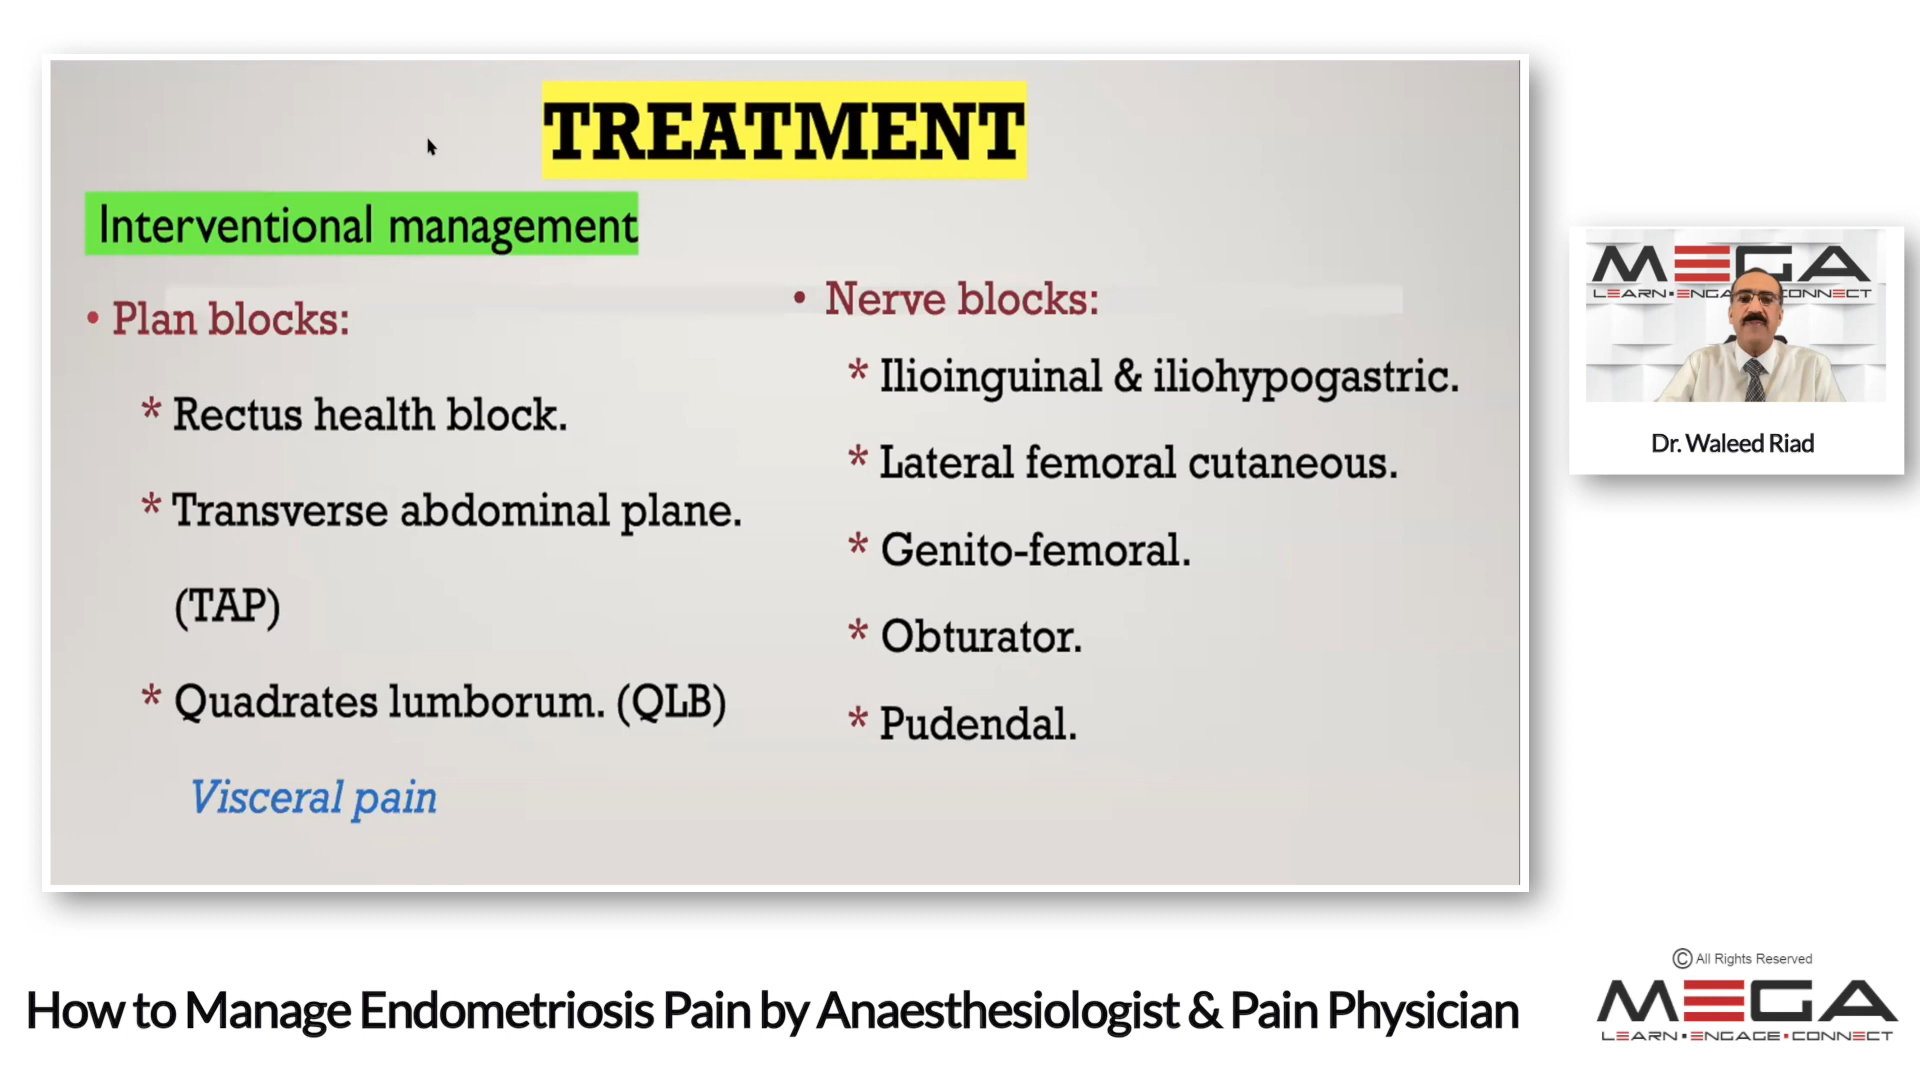 TREATMENT
Interventional management
• Plan blocks:
* Rectus health block.
* Transverse abdominal plane.
(TAP)
* Quadrates lumborum. (QLB)
Visceral pain
• Nerve blocks:
* Ilioinguinal & iliohypogastric.
* Lateral femoral cutaneous.
* Genito-femoral.
* Obturator.
* Pudendal.
MEGA
LEARN▪ENGA CONNECT
Dr. Waleed Riad
How to Manage Endometriosis Pain by Anaesthesiologist & Pain Physician
© All Rights Reserved
MEGA
LEARN▪ENGAGE▪CONNECT